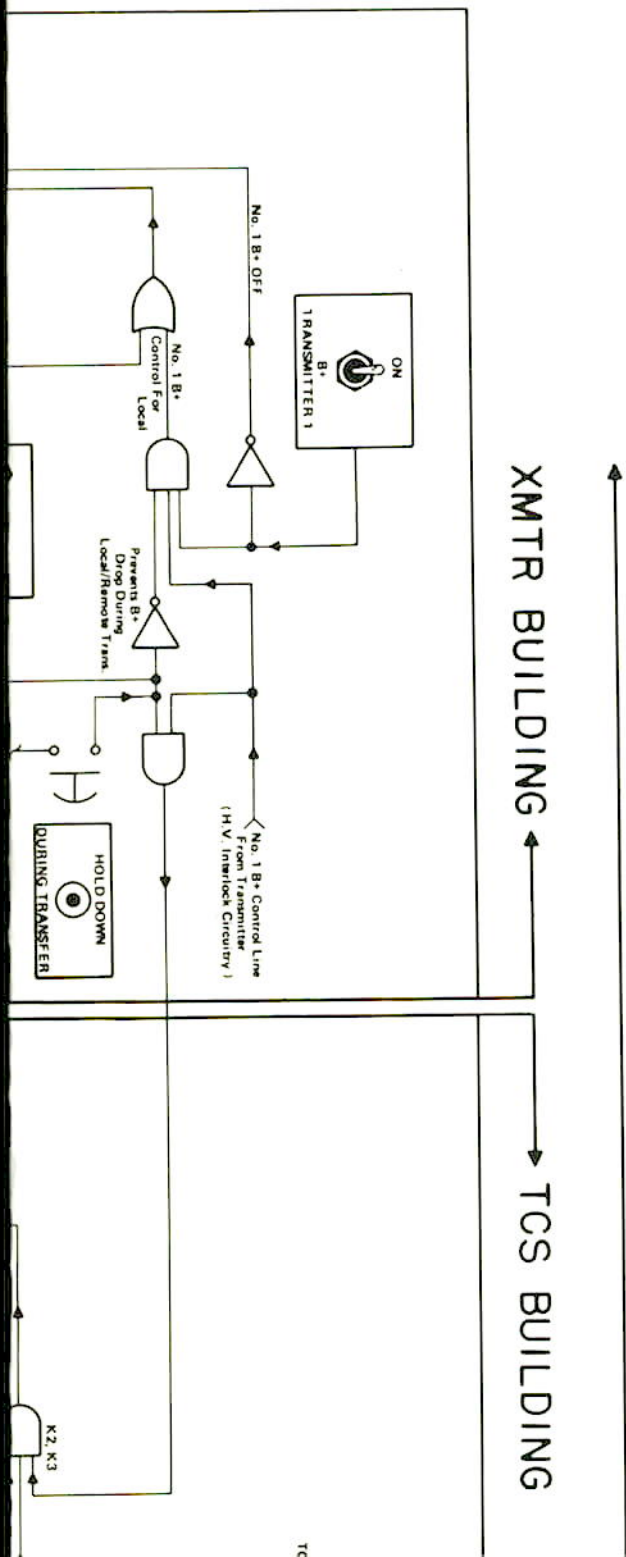 XMTR BUILDING
TCS BUILDING
ON
B+
TRANSMITTER 1
No. 1 B+ OFF
No. 1 B+
Control For
Local
Prevents B+
Drop During
Local/Remote Trans.
No. 1 B+ Control Line
From Transmitter
( H.V. Interlock Circuitry )
HOLD DOWN
DURING TRANSFER
K2, K3